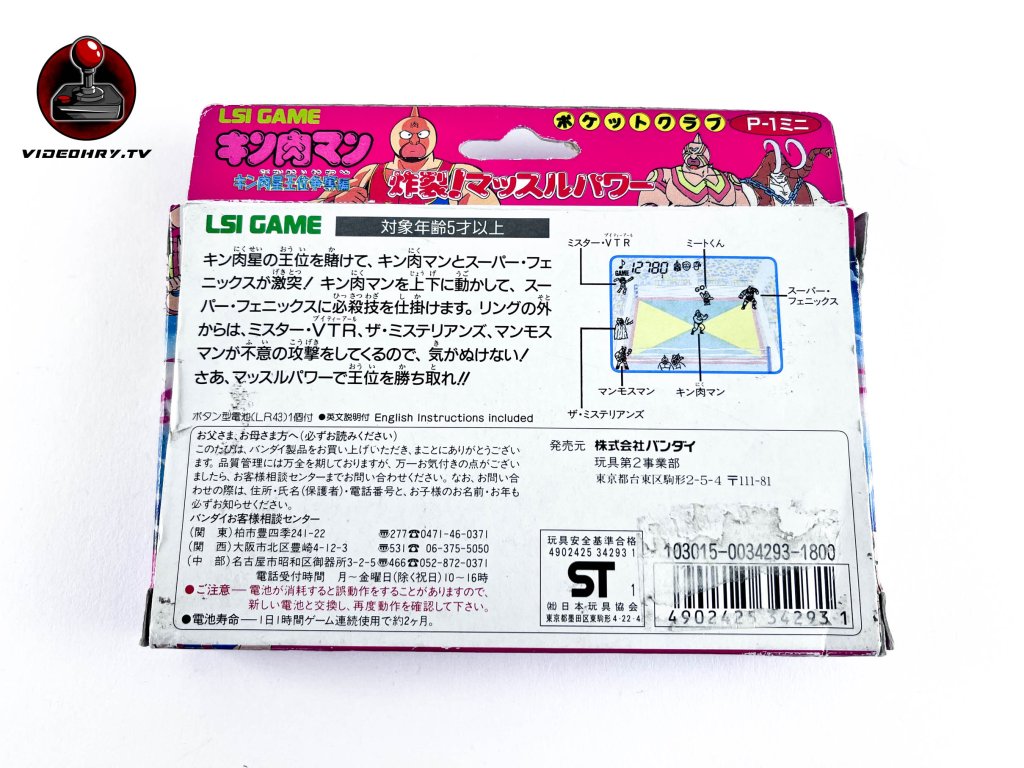 VIDEOHRY.TV
LSI GAME
キン肉マン
キン肉星王位争奪編
炸裂!マッスルパワー
ポケットクラブ
P-1ミニ
LSI GAME
対象年齢5才以上
キン肉星の王位を賭けて、キン肉マンとスーパー・フェ
ニックスが激突! キン肉マンを上下に動かして、スー
パー・フェニックスに必殺技を仕掛けます。リングの外
からは、ミスター・VTR、ザ・ミステリアンズ、マンモス
マンが不意の攻撃をしてくるので、気がぬけない!
さあ、マッスルパワーで王位を勝ち取れ!!
ミスター・VTR
ミートくん
GAME 12780
スーパー・
フェニックス
マンモスマン
キン肉マン
ザ・ミステリアンズ
ボタン型電池(LR43)1個付 ●英文説明付 English Instructions included
お父さま、お母さま方へ(必ずお読みください)
このたびは、バンダイ製品をお買い上げいただき、まことにありがとうござい
ます。品質管理には万全を期しておりますが、万一お気付きの点がござい
ましたら、お客様相談センターまでお問い合わせください。なお、お問い合
わせの際は、住所・氏名(保護者)・電話番号と、お子様のお名前・お年も
必ずお知らせください。
バンダイお客様相談センター
(関 東)柏市豊四季241-22 〠277☎0471-46-0371
(関 西)大阪市北区豊崎4-12-3 〠531☎ 06-375-5050
(中 部)名古屋市昭和区御器所3-2-5〠466☎052-872-0371
電話受付時間 月~金曜日(除く祝日)10~16時
●ご注意―電池が消耗すると誤動作をすることがありますので、
新しい電池と交換し、再度動作を確認して下さい。
●電池寿命―1日1時間ゲーム連続使用で約2ヶ月。
発売元 株式会社バンダイ
玩具第2事業部
東京都台東区駒形2-5-4 〒111-81
玩具安全基準合格
4902425 34293 1
ST
1
(社)日本玩具協会
東京都墨田区東駒形4-22-4
103015-0034293-1800
4902425 342931